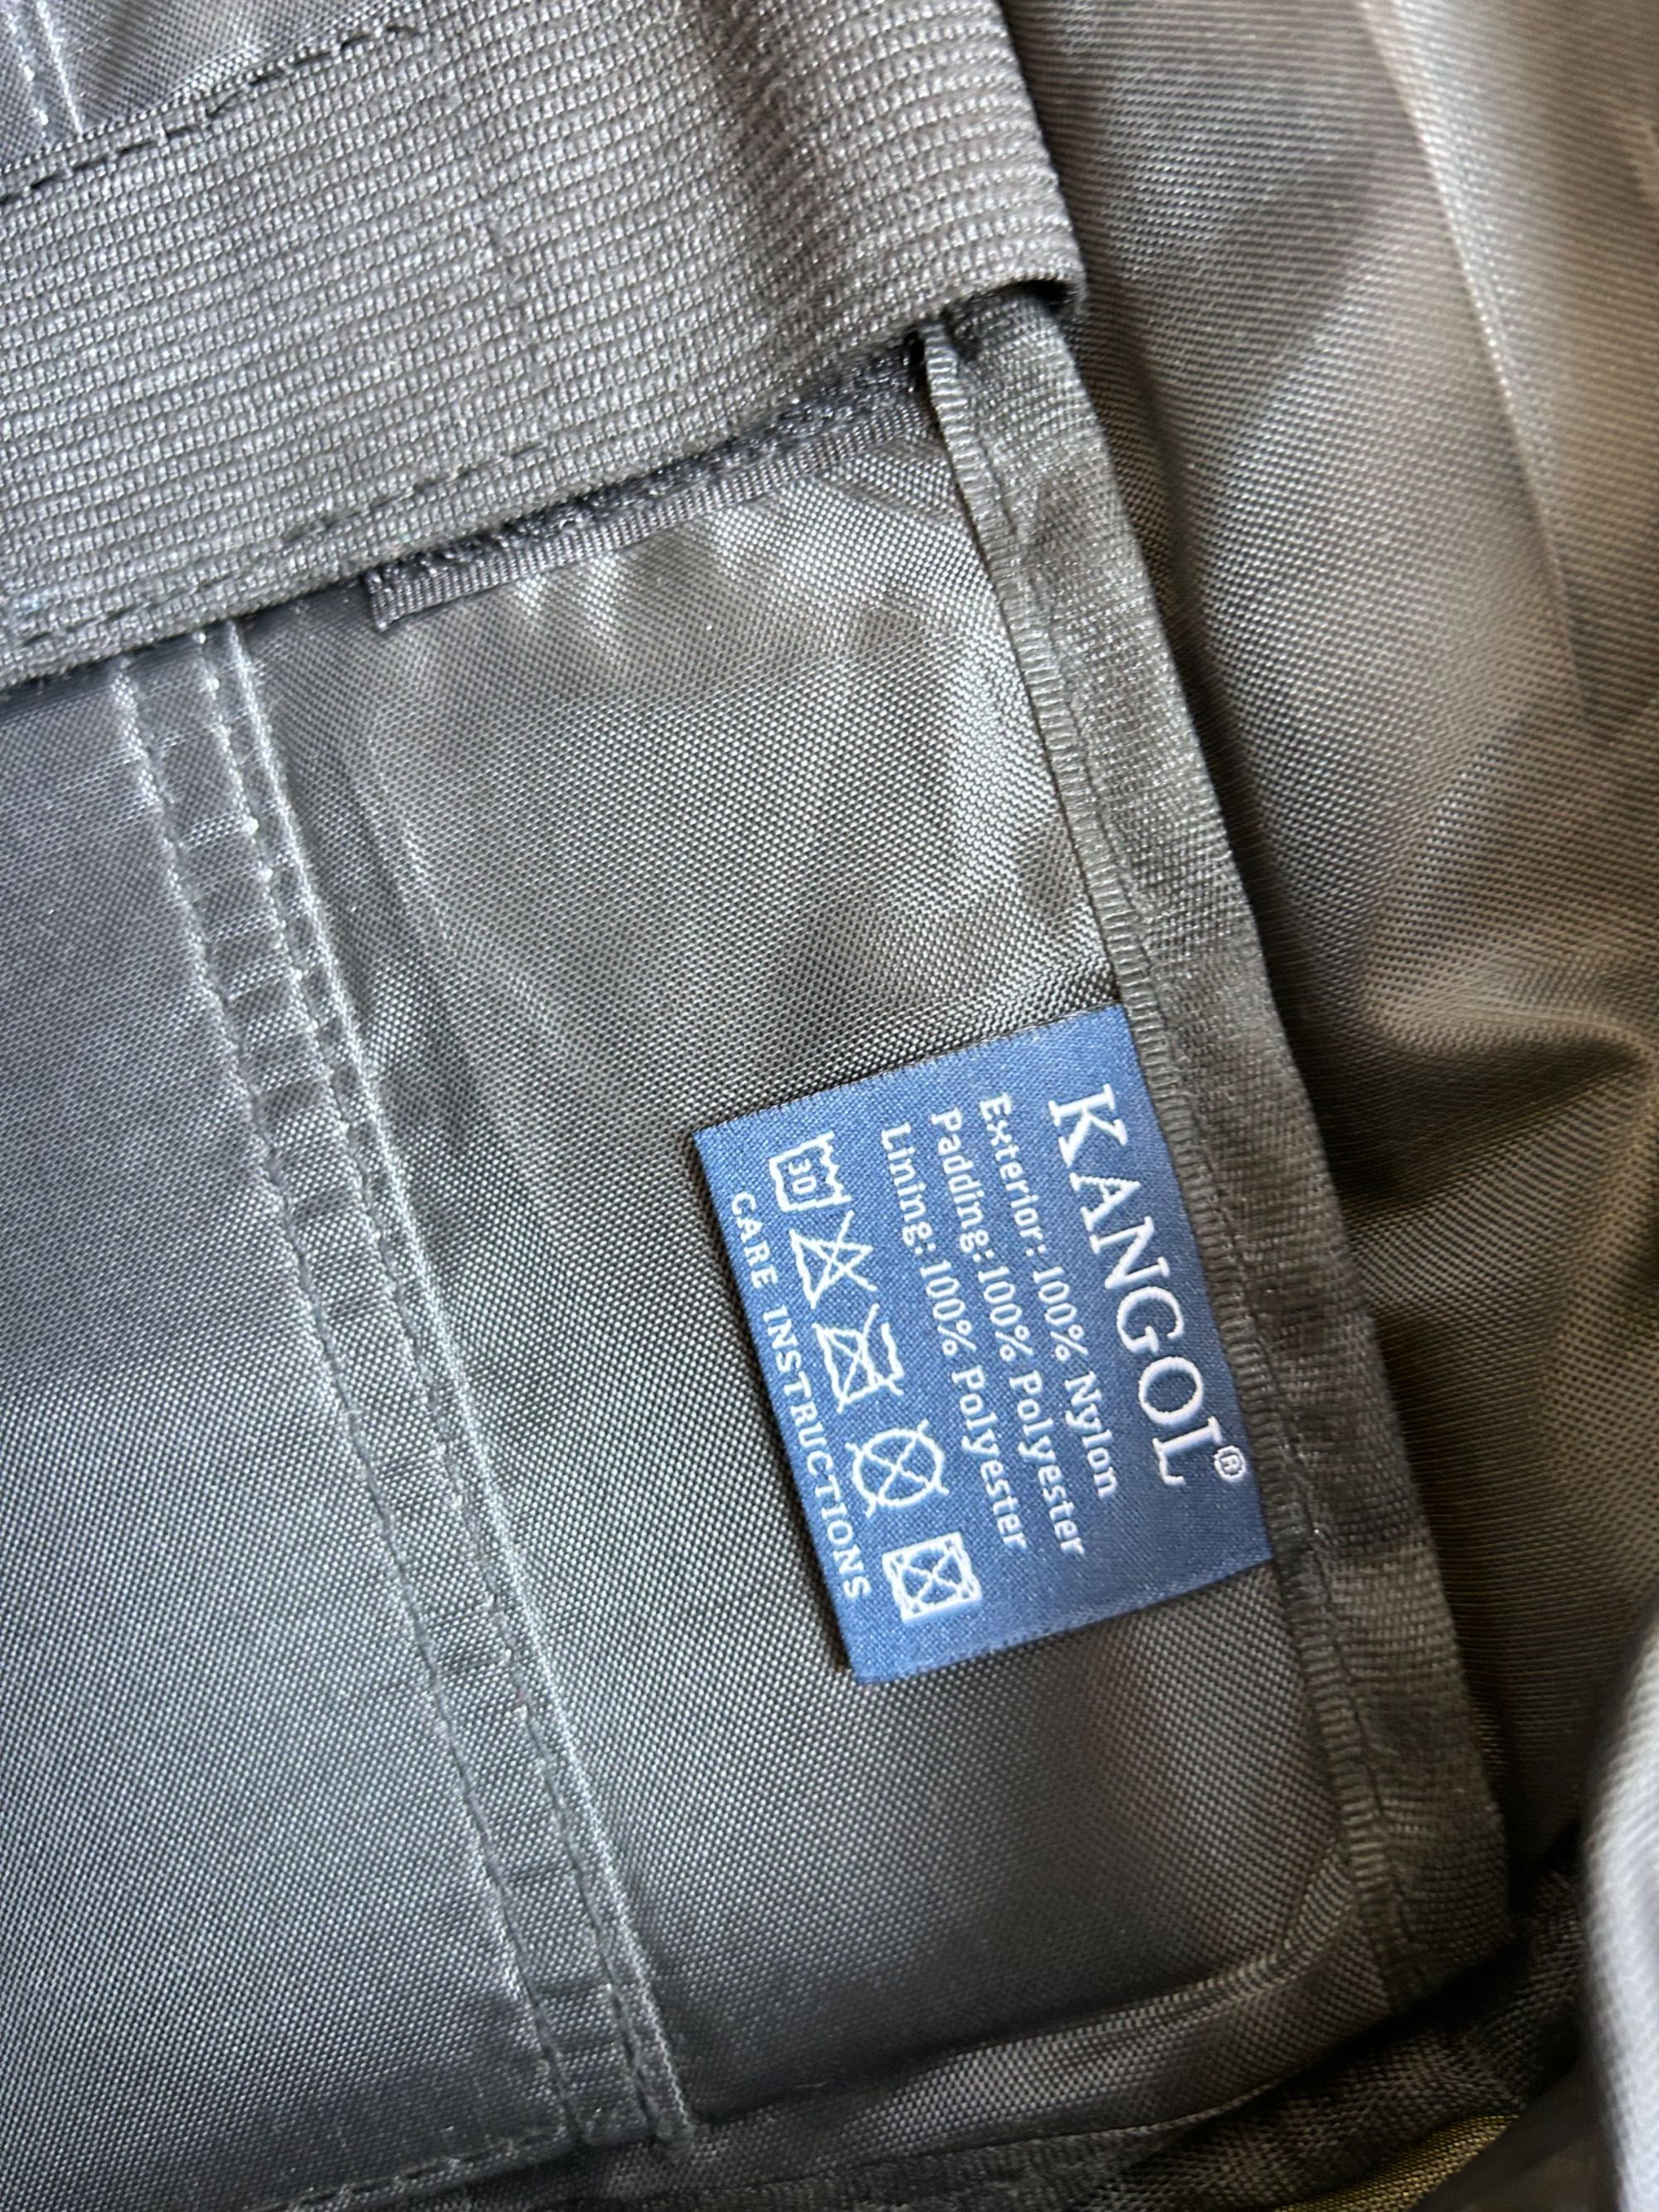 KANGOL®
Exterior: 100% Nylon
Padding: 100% Polyester
Lining: 100% Polyester
30
CARE INSTRUCTIONS